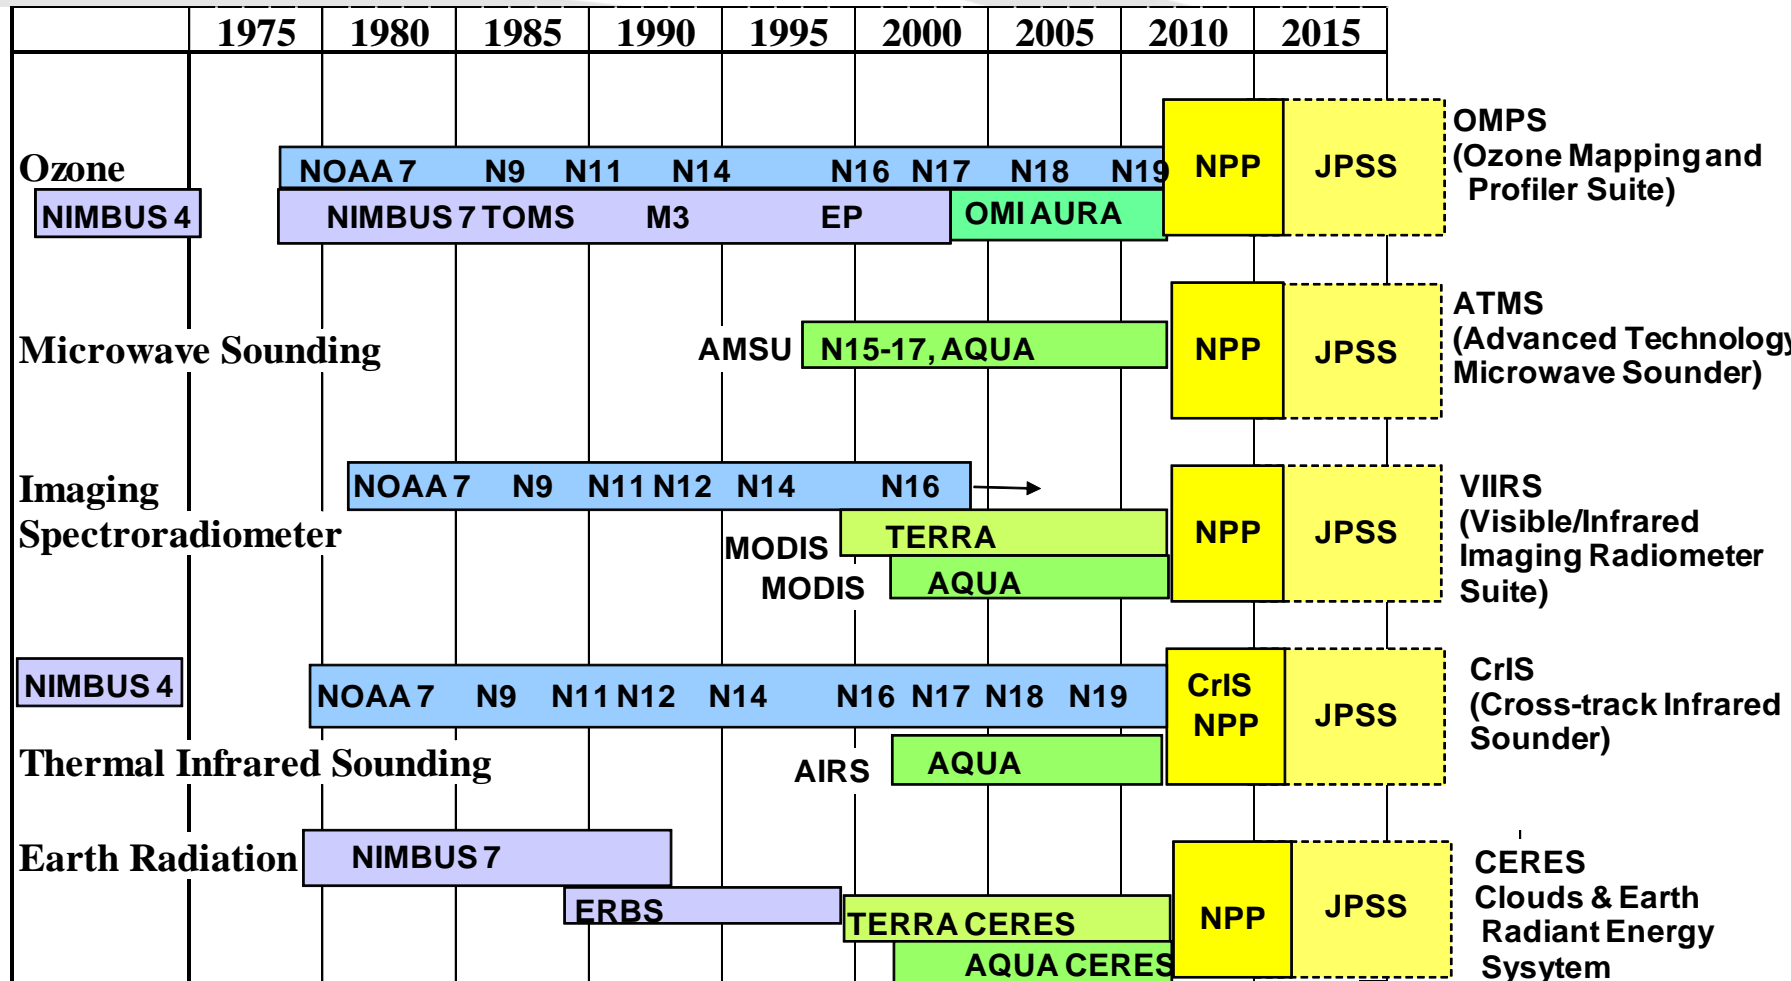 1975 1980 1985 1990 1995 2000 2005 2010 2015
Ozone
NIMBUS 4
NOAA 7 N9 N11 N14 N16 N17 N18 N19
NIMBUS 7 TOMS M3 EP
OMI AURA
NPP
JPSS
OMPS
(Ozone Mapping and
Profiler Suite)
Microwave Sounding
AMSU
N15-17, AQUA
NPP
JPSS
ATMS
(Advanced Technology
Microwave Sounder)
Imaging
Spectroradiometer
NOAA 7 N9 N11 N12 N14 N16
MODIS
TERRA
MODIS
AQUA
NPP
JPSS
VIIRS
(Visible/Infrared
Imaging Radiometer
Suite)
NIMBUS 4
Thermal Infrared Sounding
NOAA 7 N9 N11 N12 N14 N16 N17 N18 N19
AIRS
AQUA
CrIS
NPP
JPSS
CrIS
(Cross-track Infrared
Sounder)
Earth Radiation
NIMBUS 7
ERBS
TERRA CERES
AQUA CERES
NPP
JPSS
CERES
Clouds & Earth
Radiant Energy
Sysytem